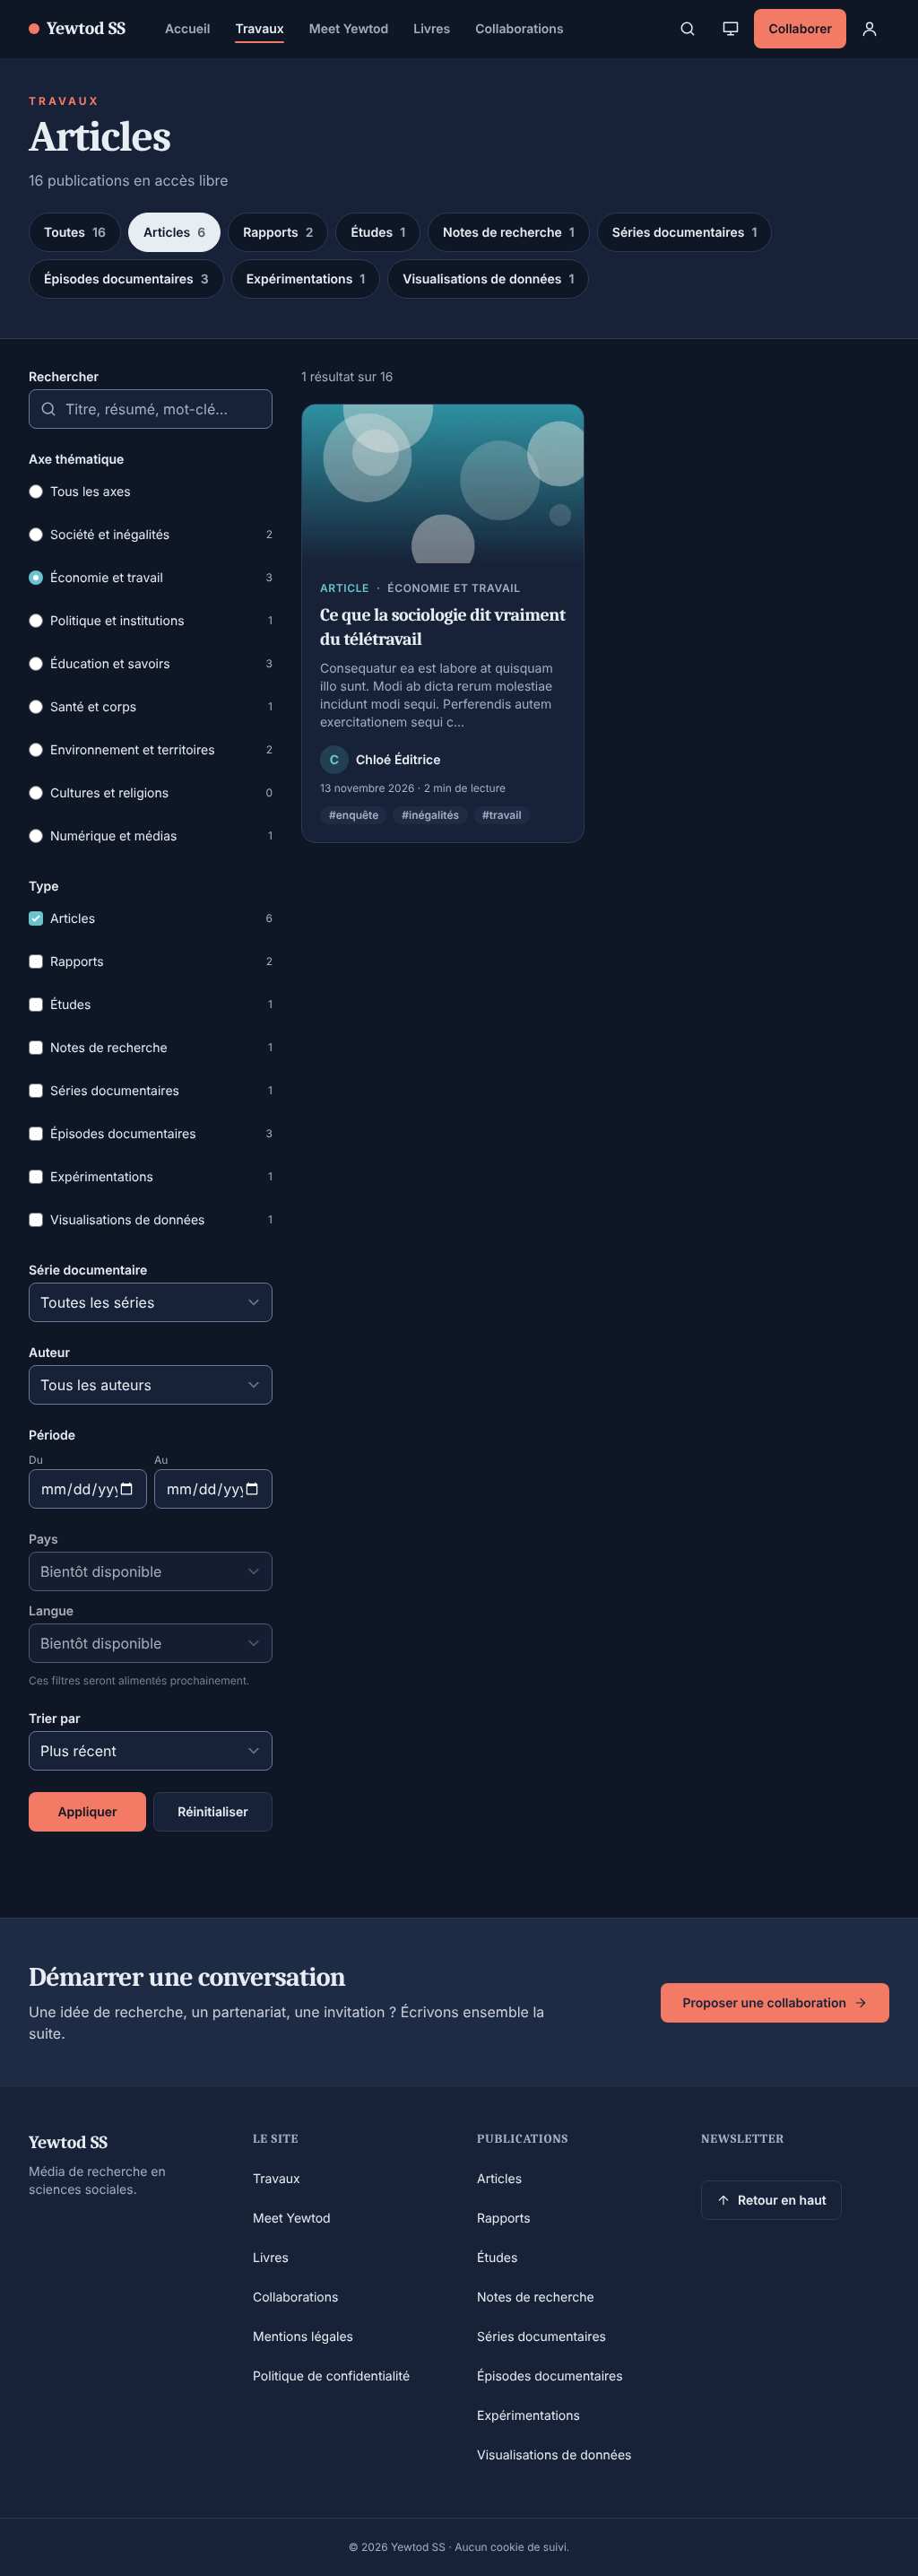 Yewtod SS
Accueil
Travaux
Meet Yewtod
Livres
Collaborations
Collaborer
TRAVAUX
Articles
16 publications en accès libre
Toutes 16
Articles 6
Rapports 2
Études 1
Notes de recherche 1
Séries documentaires 1
Épisodes documentaires 3
Expérimentations 1
Visualisations de données 1
Rechercher
Titre, résumé, mot-clé...
Axe thématique
Tous les axes
Société et inégalités 2
Économie et travail 3
Politique et institutions 1
Éducation et savoirs 3
Santé et corps 1
Environnement et territoires 2
Cultures et religions 0
Numérique et médias 1
Type
Articles 6
Rapports 2
Études 1
Notes de recherche 1
Séries documentaires 1
Épisodes documentaires 3
Expérimentations 1
Visualisations de données 1
Série documentaire
Toutes les séries
Auteur
Tous les auteurs
Période
Du
Au
mm/dd/yyy
mm/dd/yyy
Pays
Bientôt disponible
Langue
Bientôt disponible
Ces filtres seront alimentés prochainement.
Trier par
Plus récent
Appliquer
Réinitialiser
1 résultat sur 16
ARTICLE · ÉCONOMIE ET TRAVAIL
Ce que la sociologie dit vraiment
du télétravail
Consequatur ea est labore at quisquam
illo sunt. Modi ab dicta rerum molestiae
incidunt modi sequi. Perferendis autem
exercitationem sequi c...
C
Chloé Éditrice
13 novembre 2026 · 2 min de lecture
#enquête
#inégalités
#travail
Démarrer une conversation
Une idée de recherche, un partenariat, une invitation ? Écrivons ensemble la
suite.
Proposer une collaboration
Yewtod SS
Média de recherche en
sciences sociales.
LE SITE
Travaux
Meet Yewtod
Livres
Collaborations
Mentions légales
Politique de confidentialité
PUBLICATIONS
Articles
Rapports
Études
Notes de recherche
Séries documentaires
Épisodes documentaires
Expérimentations
Visualisations de données
NEWSLETTER
Retour en haut
© 2026 Yewtod SS · Aucun cookie de suivi.